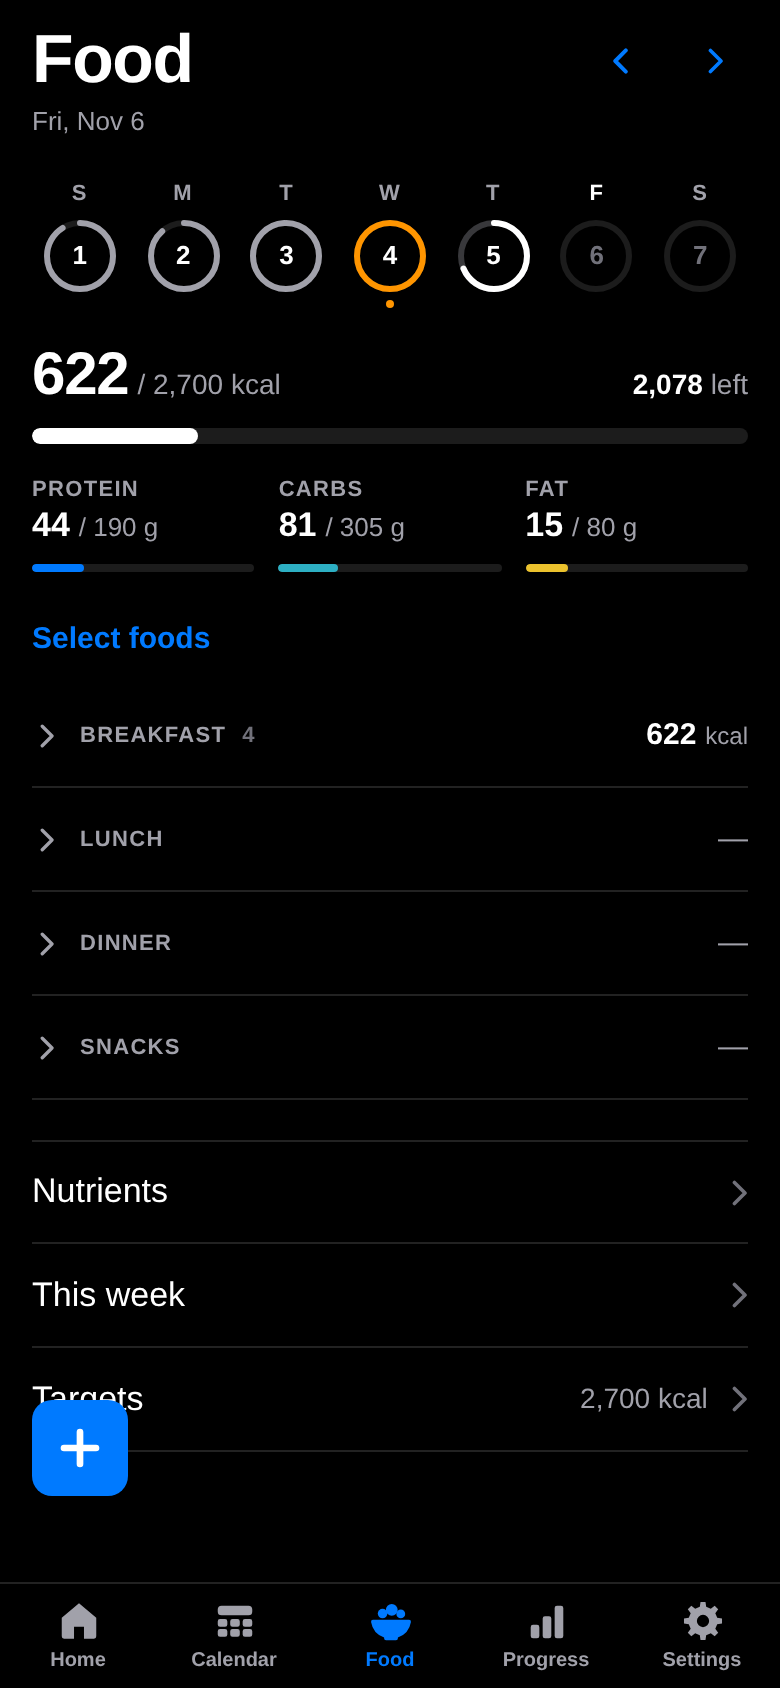 Food
Fri, Nov 6
S M T W T F S
1 2 3 4 5 6 7
622 / 2,700 kcal 2,078 left
PROTEIN CARBS FAT
44 / 190 g 81 / 305 g 15 / 80 g
Select foods
BREAKFAST 4 622 kcal
LUNCH —
DINNER —
SNACKS —
Nutrients
This week
Targets 2,700 kcal
Home Calendar Food Progress Settings